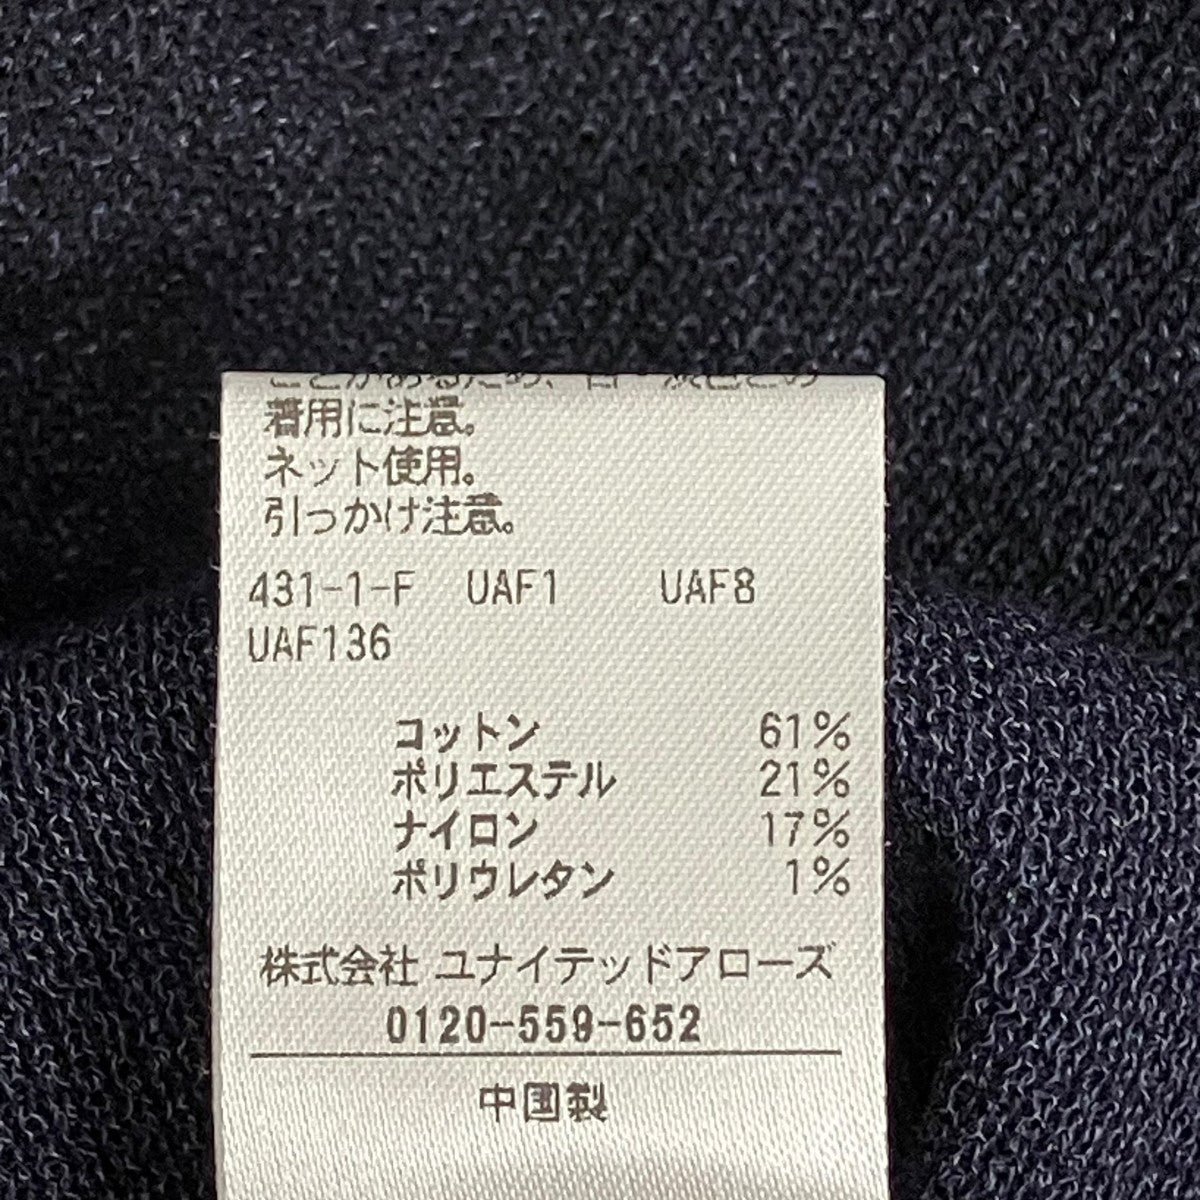 着用に注意。
ネット使用。
引っかけ注意。
431-1-F UAF1 UAF8
UAF136
コットン 61%
ポリエステル 21%
ナイロン 17%
ポリウレタン 1%
株式会社 ユナイテッドアローズ
0120-559-652
中国製